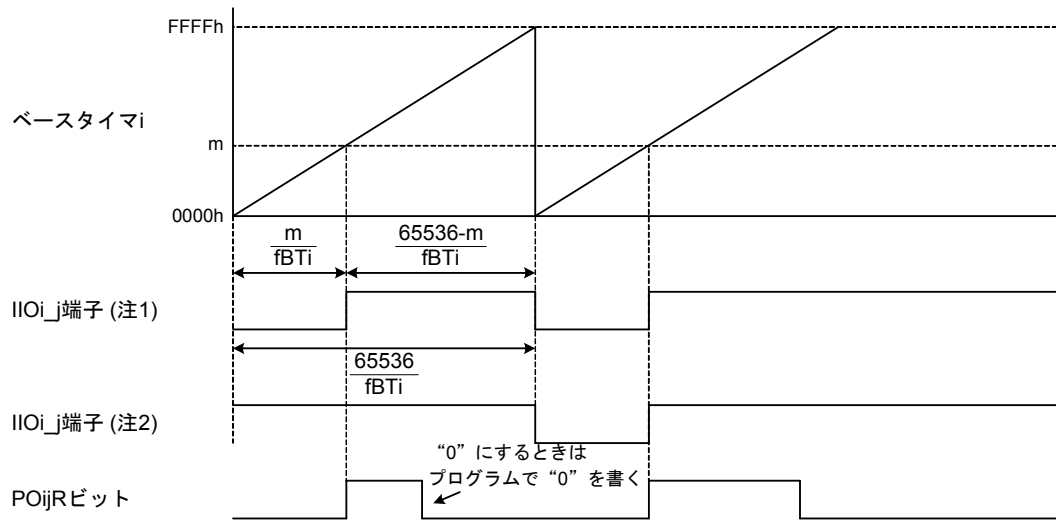 FFFFh
ベースタイマi
m
0000h
m
fBTi
65536-m
fBTi
IIOi_j端子 (注1)
65536
fBTi
IIOi_j端子 (注2)
“0” にするときは
プログラムで “0” を書く
POijRビット